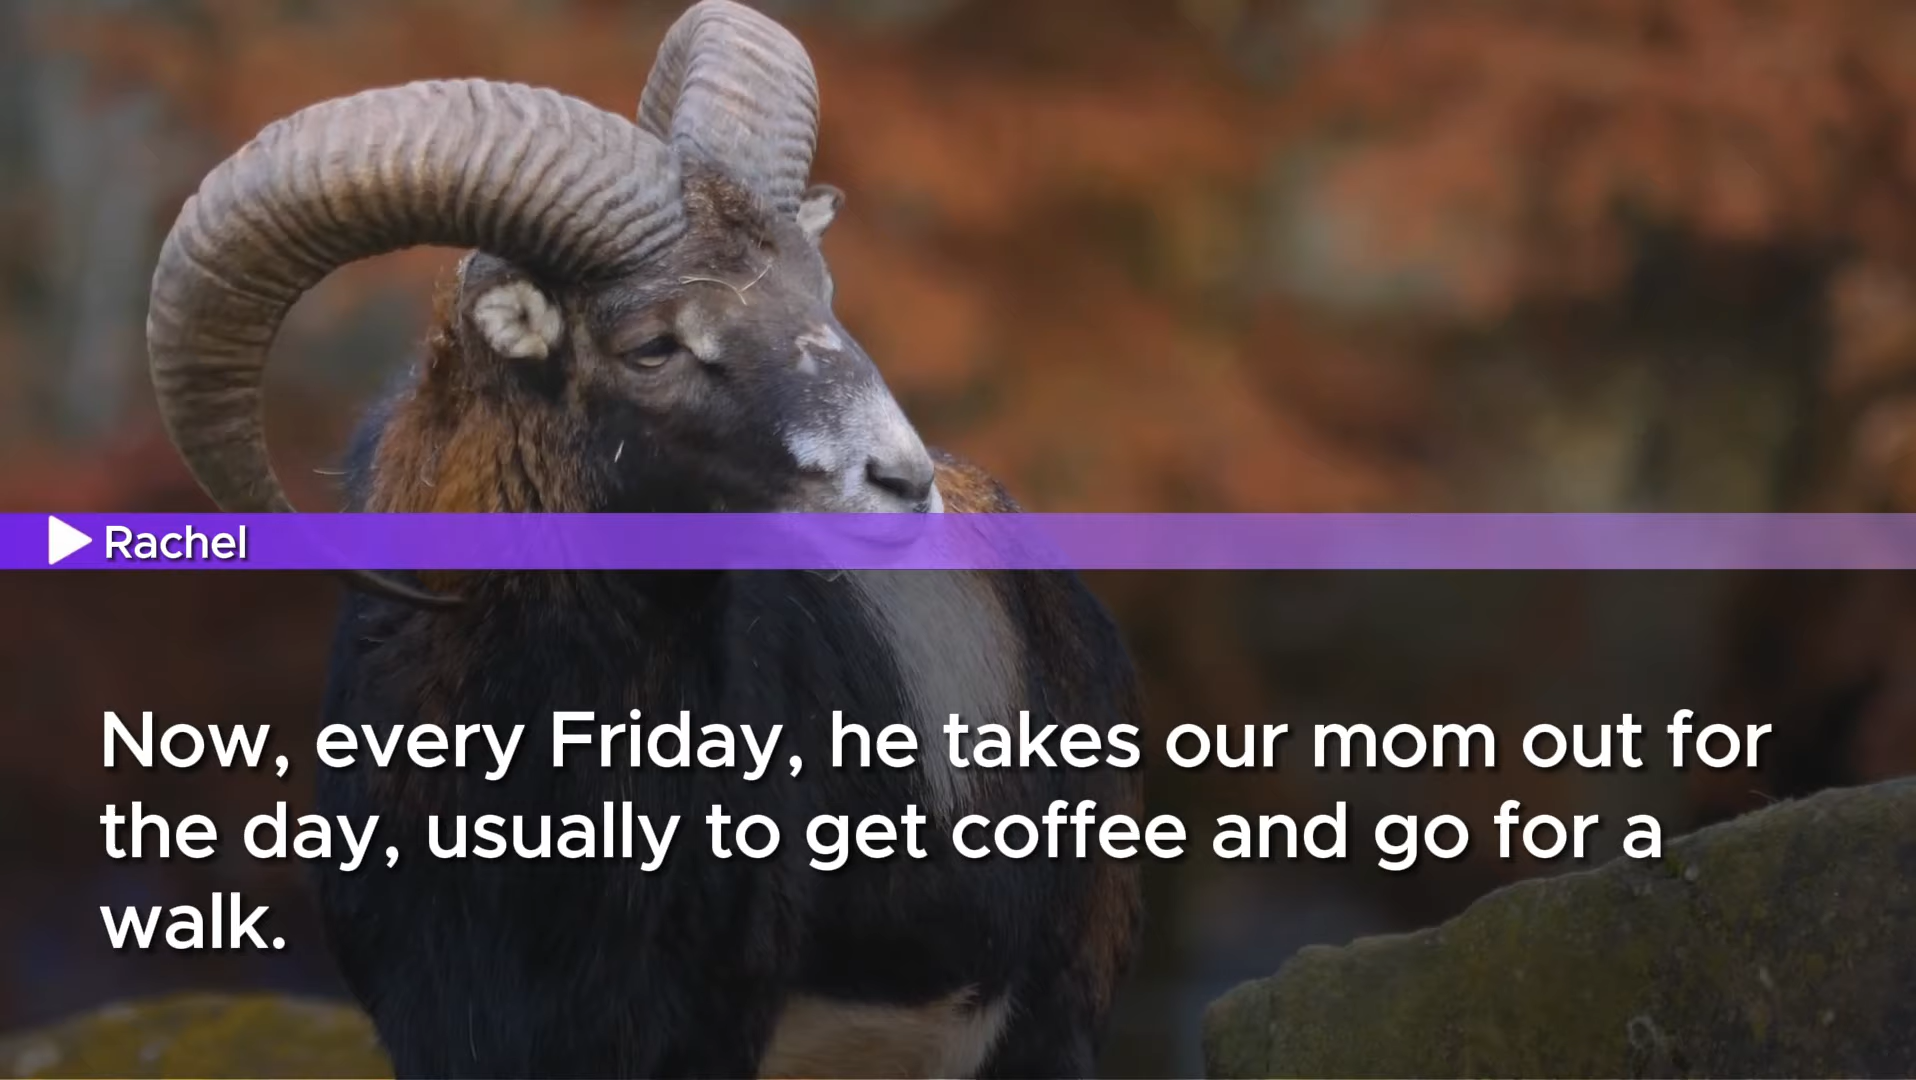 Rachel
Now, every Friday, he takes our mom out for
the day, usually to get coffee and go for a
walk.